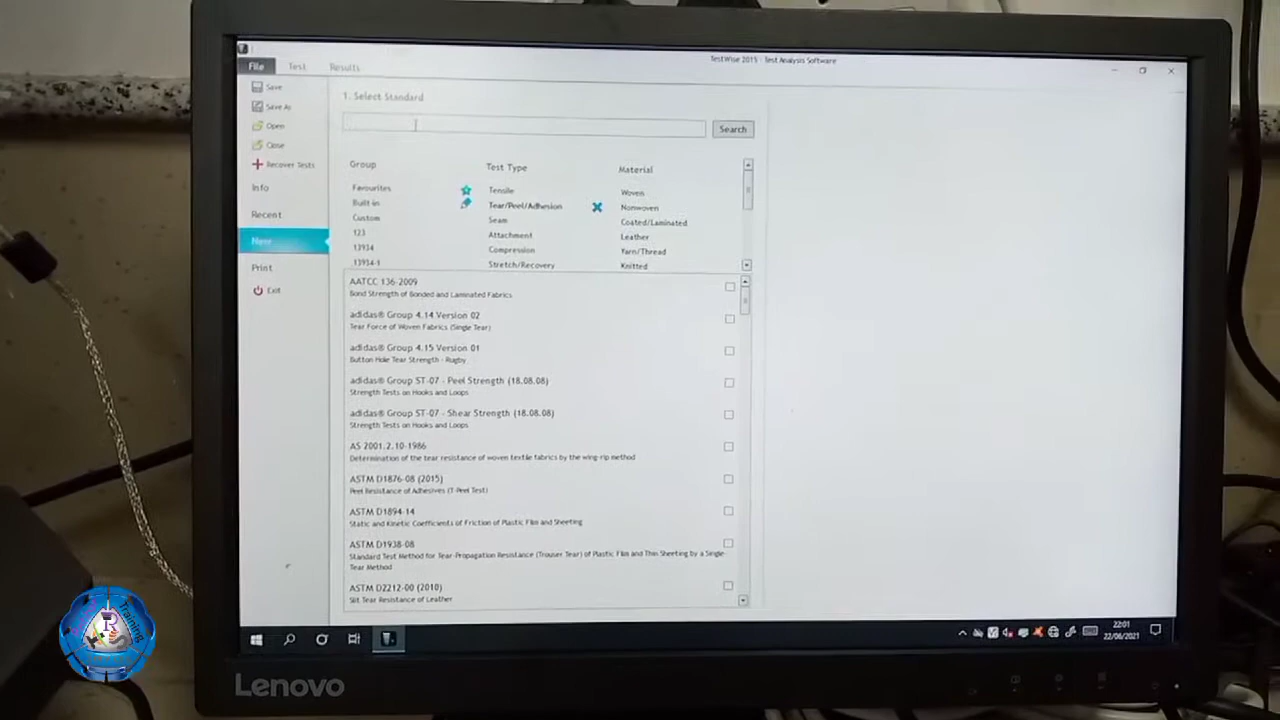 TestWise 2015 - Test Analysis Software
File
Test
Results
Save
Save As
Open
Close
Recover Tests
Info
Recent
New
Print
Exit
1. Select Standard
Search
Group
Favourites
Built in
Custom
123
13934
13934-1
Test Type
Tensile
Tear/Peel/Adhesion
Seam
Attachment
Compression
Stretch/Recovery
Material
Woven
Nonwoven
Coated/Laminated
Leather
Yarn/Thread
Knitted
AATCC 136-2009
Bond Strength of Bonded and Laminated Fabrics
adidas® Group 4.14 Version 02
Tear Force of Woven Fabrics (Single Tear)
adidas® Group 4.15 Version 01
Button Hole Tear Strength - Rugby
adidas® Group ST-07 - Peel Strength (18.08.08)
Strength Tests on Hooks and Loops
adidas® Group ST-07 - Shear Strength (18.08.08)
Strength Tests on Hooks and Loops
AS 2001.2.10-1986
Determination of the tear resistance of woven textile fabrics by the wing-rip method
ASTM D1876-08 (2015)
Peel Resistance of Adhesives (T-Peel Test)
ASTM D1894-14
Static and Kinetic Coefficients of Friction of Plastic Film and Sheeting
ASTM D1938-08
Standard Test Method for Tear-Propagation Resistance (Trouser Tear) of Plastic Film and Thin Sheeting by a Single-
Tear Method
ASTM D2212-00 (2010)
Slit Tear Resistance of Leather
22:01
22/06/2021
Lenovo
R
Training